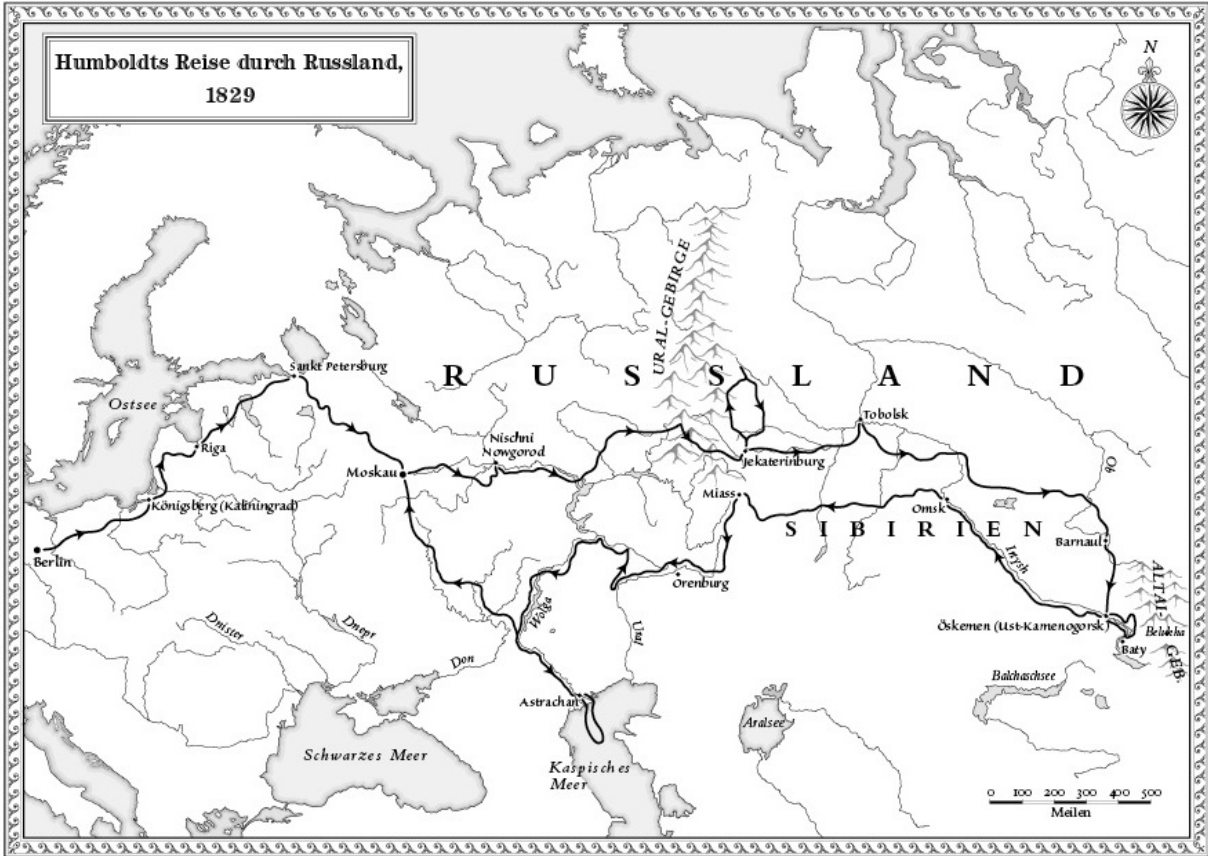 Humboldts Reise durch Russland,
1829
N
URAL-GEBIRGE
RUSSLAND
Sankt Petersburg
Ostsee
Riga
Nischni
Nowgorod
Tobolsk
Jekaterinburg
Moskau
Ob
Königsberg (Kaliningrad)
Miass
Omsk
SIBIRIEN
Barnaul
Berlin
Irtysh
Orenburg
ALTAI-
GEB.
Wolga
Dnister
Dnepr
Ural
Öskemen (Ust-Kamenogorsk)
Belukha
Baty
Don
Balchaschsee
Astrachan
Aralsee
Schwarzes Meer
Kaspisches
Meer
0 100 200 300 400 500
Meilen